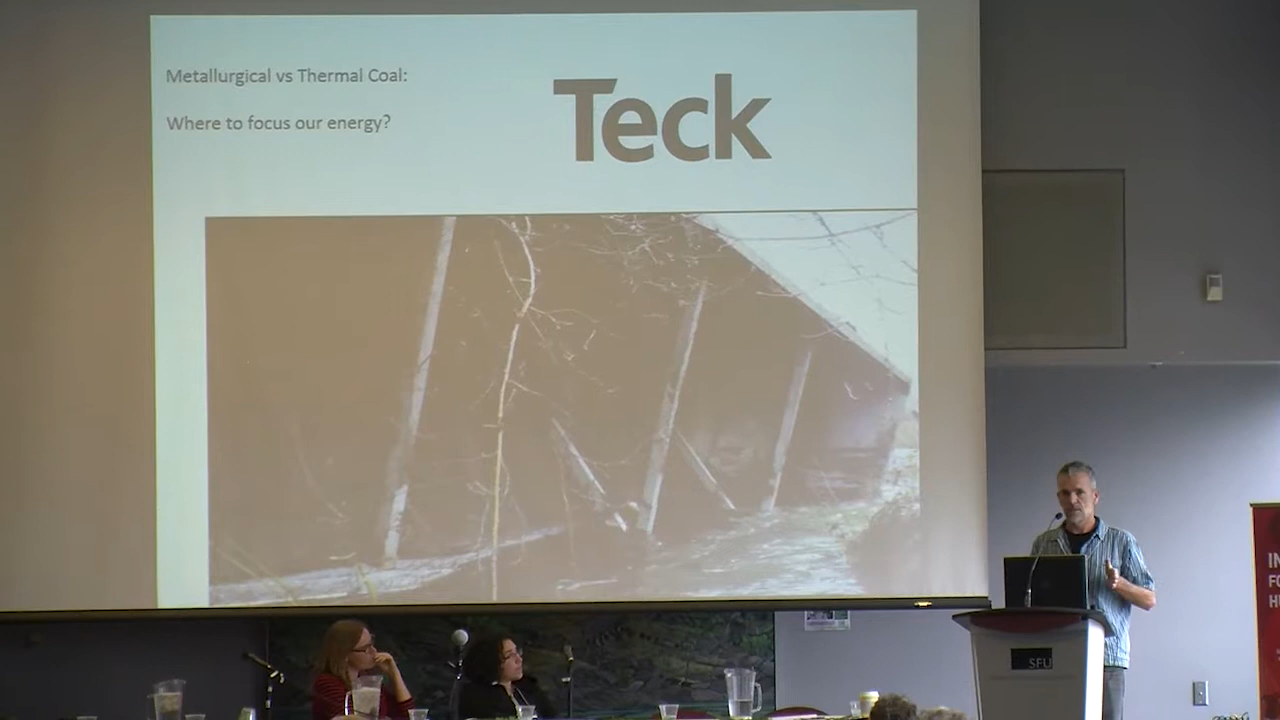 Metallurgical vs Thermal Coal:
Where to focus our energy?
Teck
SFU